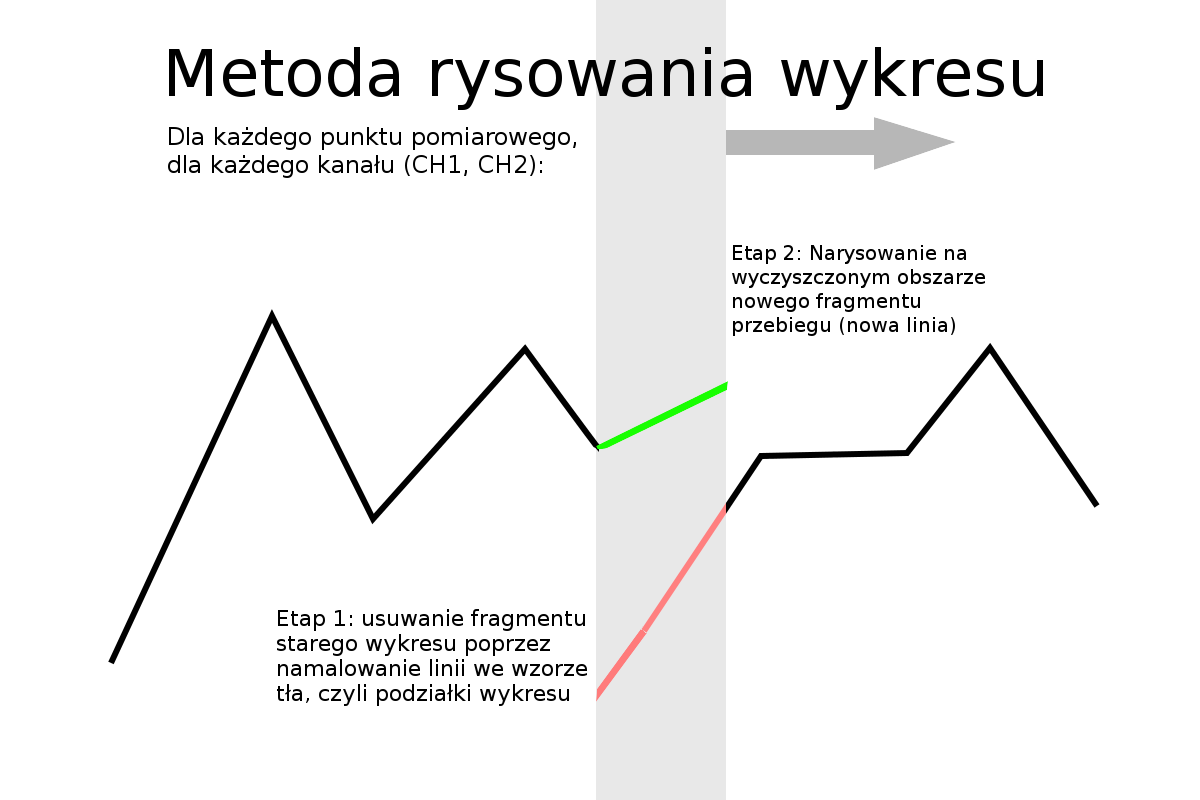 Metoda rysowania wykresu
Dla każdego punktu pomiarowego,
dla każdego kanału (CH1, CH2):
Etap 2: Narysowanie na
wyczyszczonym obszarze
nowego fragmentu
przebiegu (nowa linia)
Etap 1: usuwanie fragmentu
starego wykresu poprzez
namalowanie linii we wzorze
tła, czyli podziałki wykresu